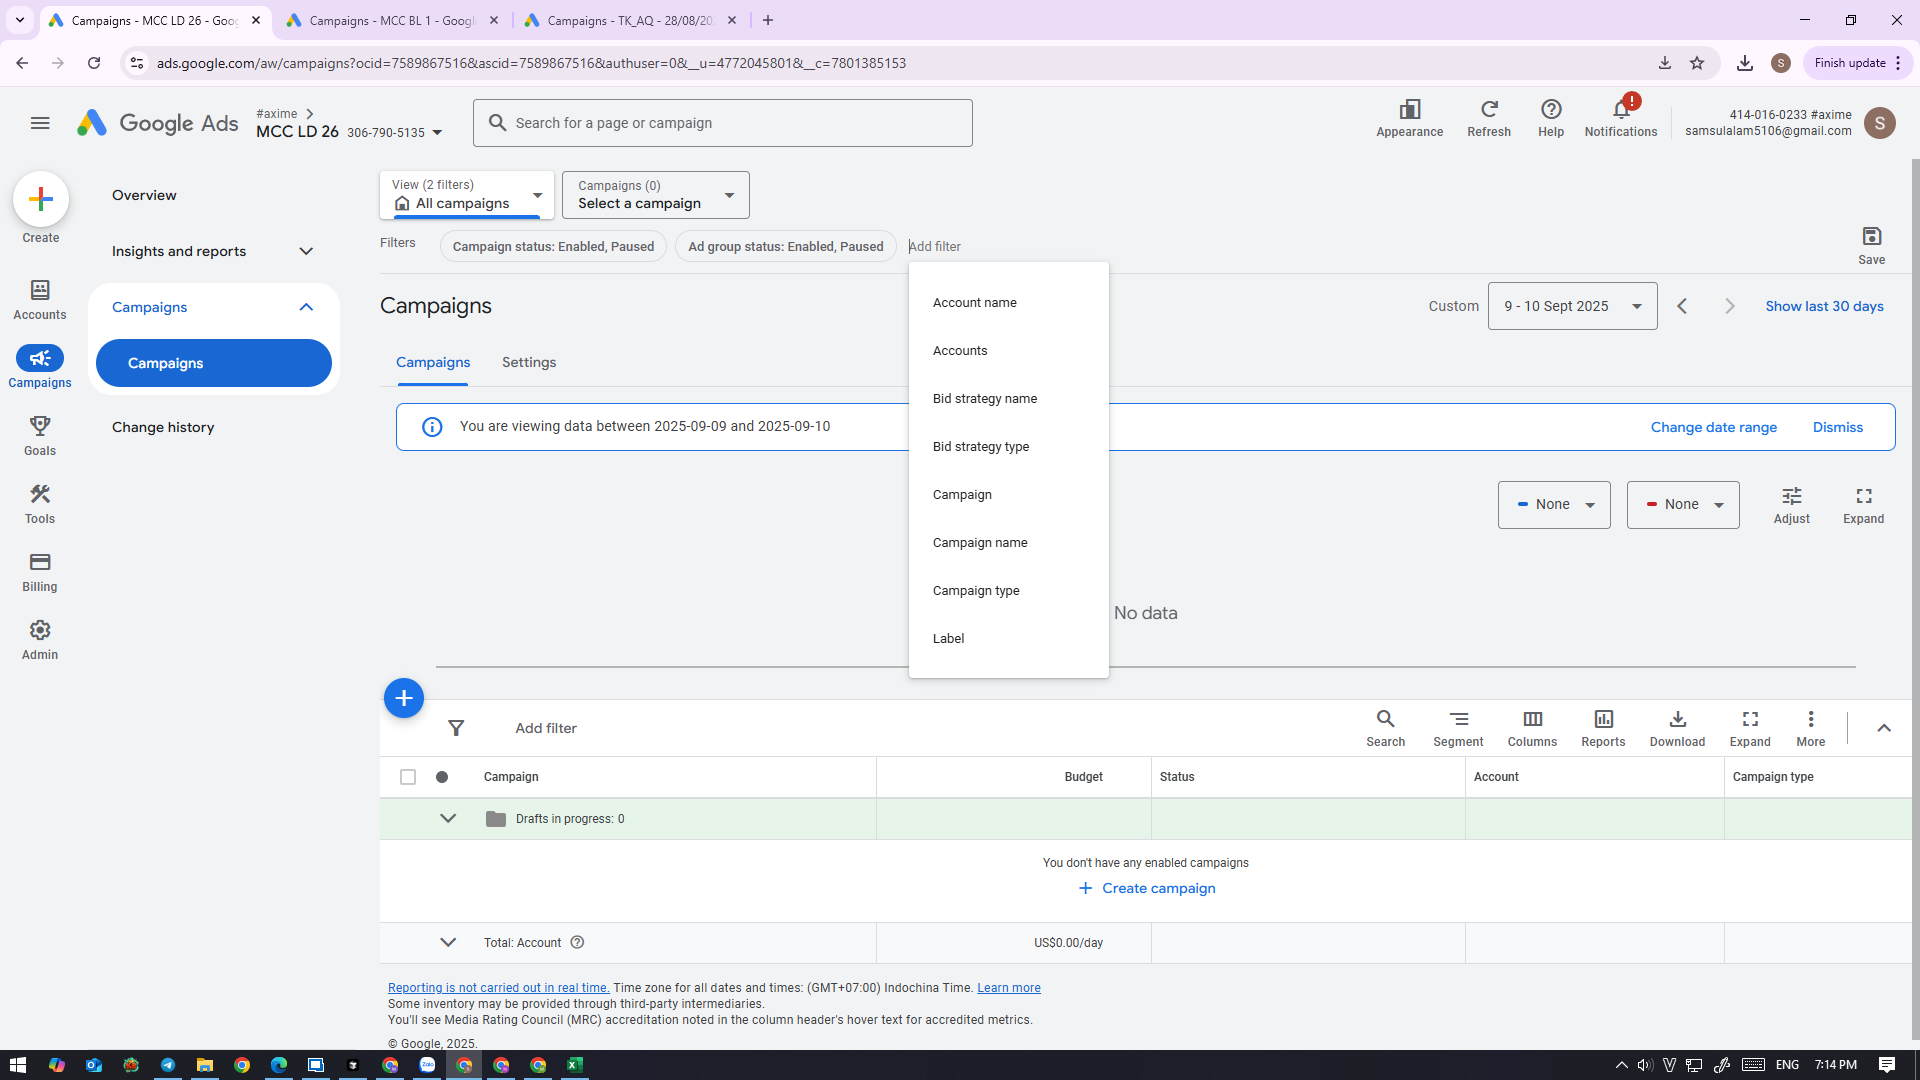 Campaigns - MCC LD 26 - Goog
Campaigns - MCC BL 1 - Googl
Campaigns - TK_AQ - 28/08/20
ads.google.com/aw/campaigns?ocid=7589867516&ascid=7589867516&authuser=0&__u=4772045801&__c=7801385153
S
Finish update
Google Ads
#axime
MCC LD 26 306-790-5135
Search for a page or campaign
Appearance
Refresh
Help
!
Notifications
414-016-0233 #axime
samsulalam5106@gmail.com
S
Create
Accounts
Campaigns
Goals
Tools
Billing
Admin
Overview
Insights and reports
Campaigns
Campaigns
Change history
View (2 filters)
All campaigns
Campaigns (0)
Select a campaign
Filters
Campaign status: Enabled, Paused
Ad group status: Enabled, Paused
Add filter
Save
Account name
Accounts
Bid strategy name
Bid strategy type
Campaign
Campaign name
Campaign type
Label
Campaigns
Custom
9 - 10 Sept 2025
Show last 30 days
Campaigns
Settings
You are viewing data between 2025-09-09 and 2025-09-10
Change date range
Dismiss
None
None
Adjust
Expand
No data
Add filter
Search
Segment
Columns
Reports
Download
Expand
More
Campaign
Budget
Status
Account
Campaign type
Drafts in progress: 0
You don't have any enabled campaigns
+ Create campaign
Total: Account
US$0.00/day
Reporting is not carried out in real time. Time zone for all dates and times: (GMT+07:00) Indochina Time. Learn more
Some inventory may be provided through third-party intermediaries.
You'll see Media Rating Council (MRC) accreditation noted in the column header's hover text for accredited metrics.
© Google, 2025.
Zalo
ENG
7:14 PM